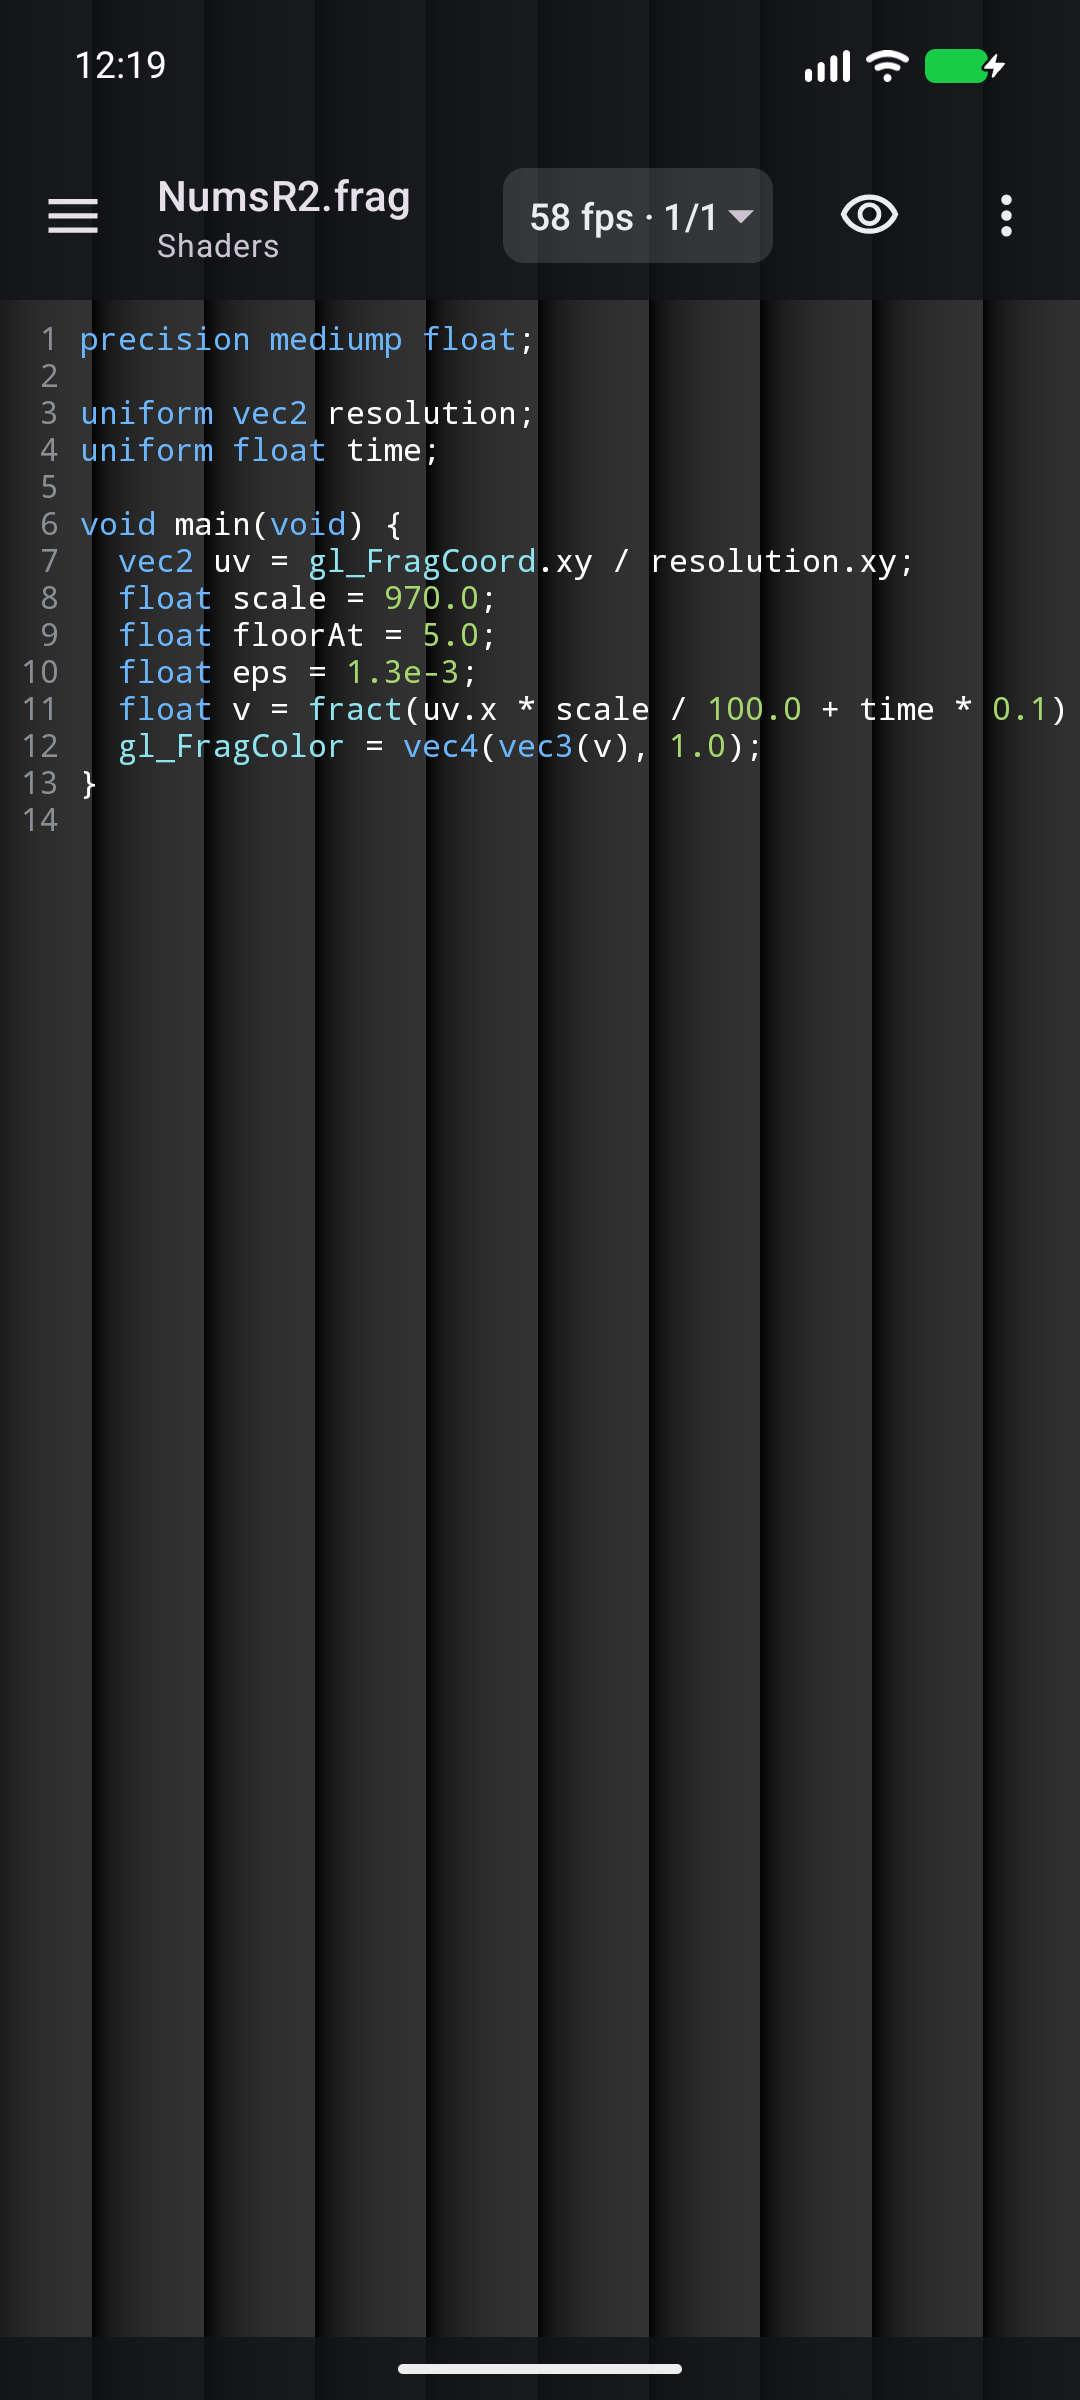 12:19
NumsR2.frag
Shaders
58 fps · 1/1
1 precision mediump float;
2
3 uniform vec2 resolution;
4 uniform float time;
5
6 void main(void) {
7   vec2 uv = gl_FragCoord.xy / resolution.xy;
8   float scale = 970.0;
9   float floorAt = 5.0;
10   float eps = 1.3e-3;
11   float v = fract(uv.x * scale / 100.0 + time * 0.1)
12   gl_FragColor = vec4(vec3(v), 1.0);
13 }
14